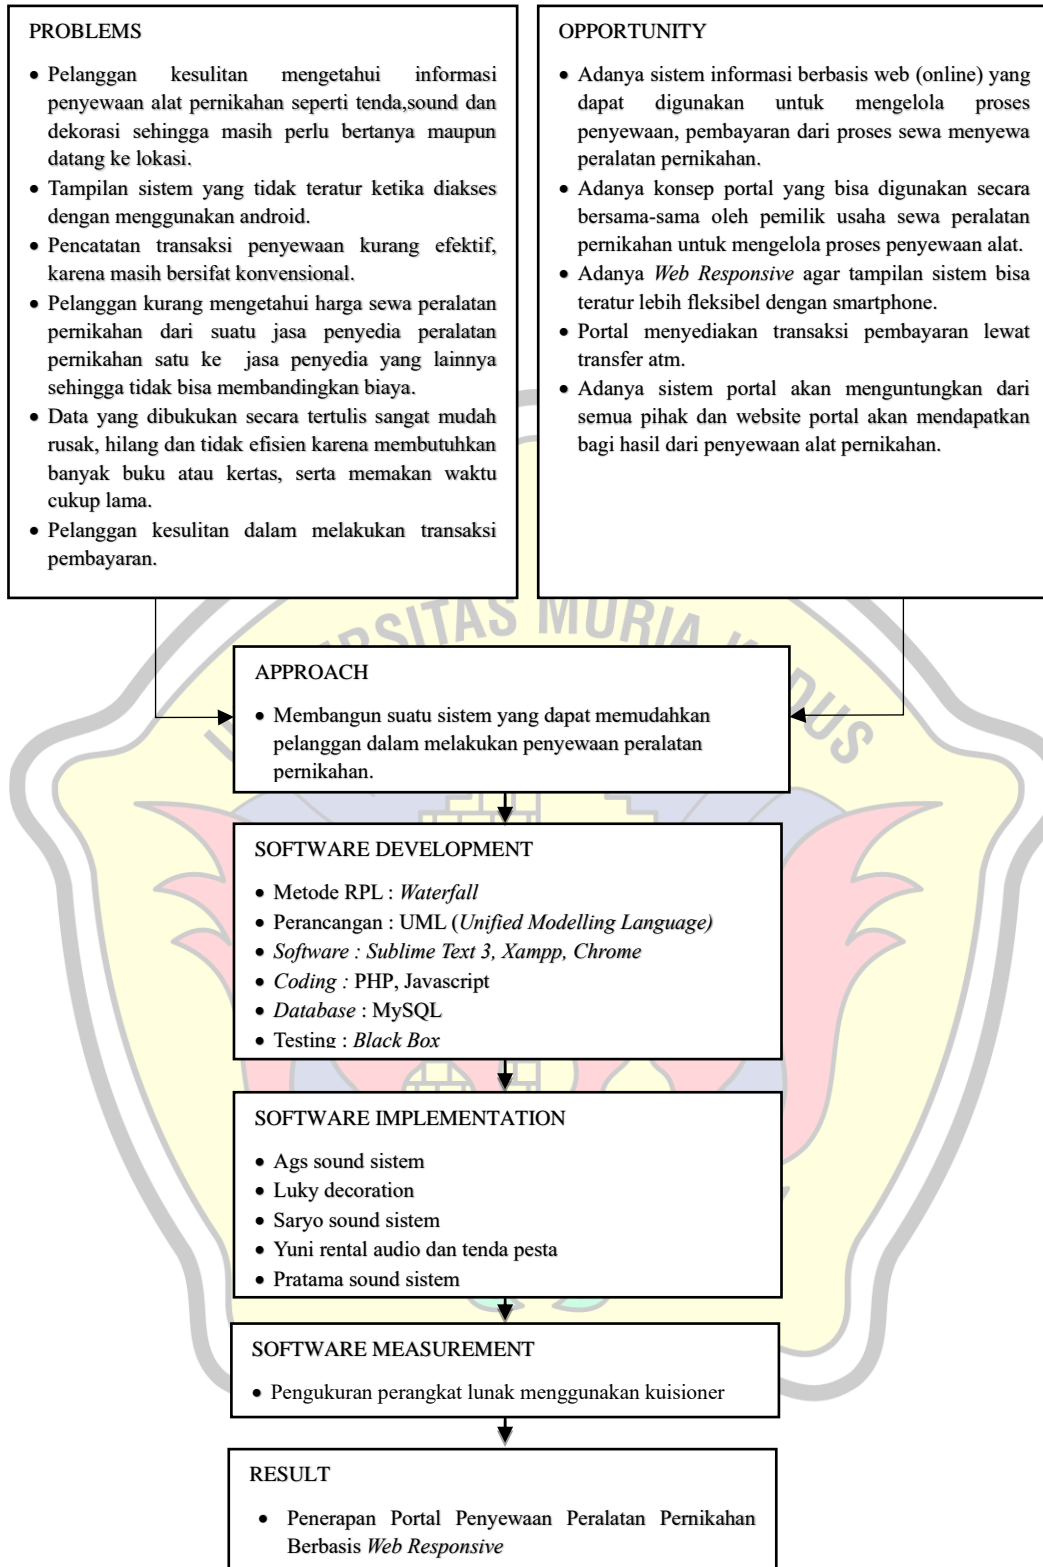 PROBLEMS
• Pelanggan kesulitan mengetahui informasi
penyewaan alat pernikahan seperti tenda,sound dan
dekorasi sehingga masih perlu bertanya maupun
datang ke lokasi.
• Tampilan sistem yang tidak teratur ketika diakses
dengan menggunakan android.
• Pencatatan transaksi penyewaan kurang efektif,
karena masih bersifat konvensional.
• Pelanggan kurang mengetahui harga sewa peralatan
pernikahan dari suatu jasa penyedia peralatan
pernikahan satu ke jasa penyedia yang lainnya
sehingga tidak bisa membandingkan biaya.
• Data yang dibukukan secara tertulis sangat mudah
rusak, hilang dan tidak efisien karena membutuhkan
banyak buku atau kertas, serta memakan waktu
cukup lama.
• Pelanggan kesulitan dalam melakukan transaksi
pembayaran.
OPPORTUNITY
• Adanya sistem informasi berbasis web (online) yang
dapat digunakan untuk mengelola proses
penyewaan, pembayaran dari proses sewa menyewa
peralatan pernikahan.
• Adanya konsep portal yang bisa digunakan secara
bersama-sama oleh pemilik usaha sewa peralatan
pernikahan untuk mengelola proses penyewaan alat.
• Adanya Web Responsive agar tampilan sistem bisa
teratur lebih fleksibel dengan smartphone.
• Portal menyediakan transaksi pembayaran lewat
transfer atm.
• Adanya sistem portal akan menguntungkan dari
semua pihak dan website portal akan mendapatkan
bagi hasil dari penyewaan alat pernikahan.
MURIA
APPROACH
• Membangun suatu sistem yang dapat memudahkan
pelanggan dalam melakukan penyewaan peralatan
pernikahan.
SOFTWARE DEVELOPMENT
• Metode RPL : Waterfall
• Perancangan : UML (Unified Modelling Language)
• Software : Sublime Text 3, Xampp, Chrome
• Coding : PHP, Javascript
• Database : MySQL
• Testing : Black Box
SOFTWARE IMPLEMENTATION
• Ags sound sistem
• Luky decoration
• Saryo sound sistem
• Yuni rental audio dan tenda pesta
• Pratama sound sistem
SOFTWARE MEASUREMENT
• Pengukuran perangkat lunak menggunakan kuisioner
RESULT
• Penerapan Portal Penyewaan Peralatan Pernikahan
Berbasis Web Responsive